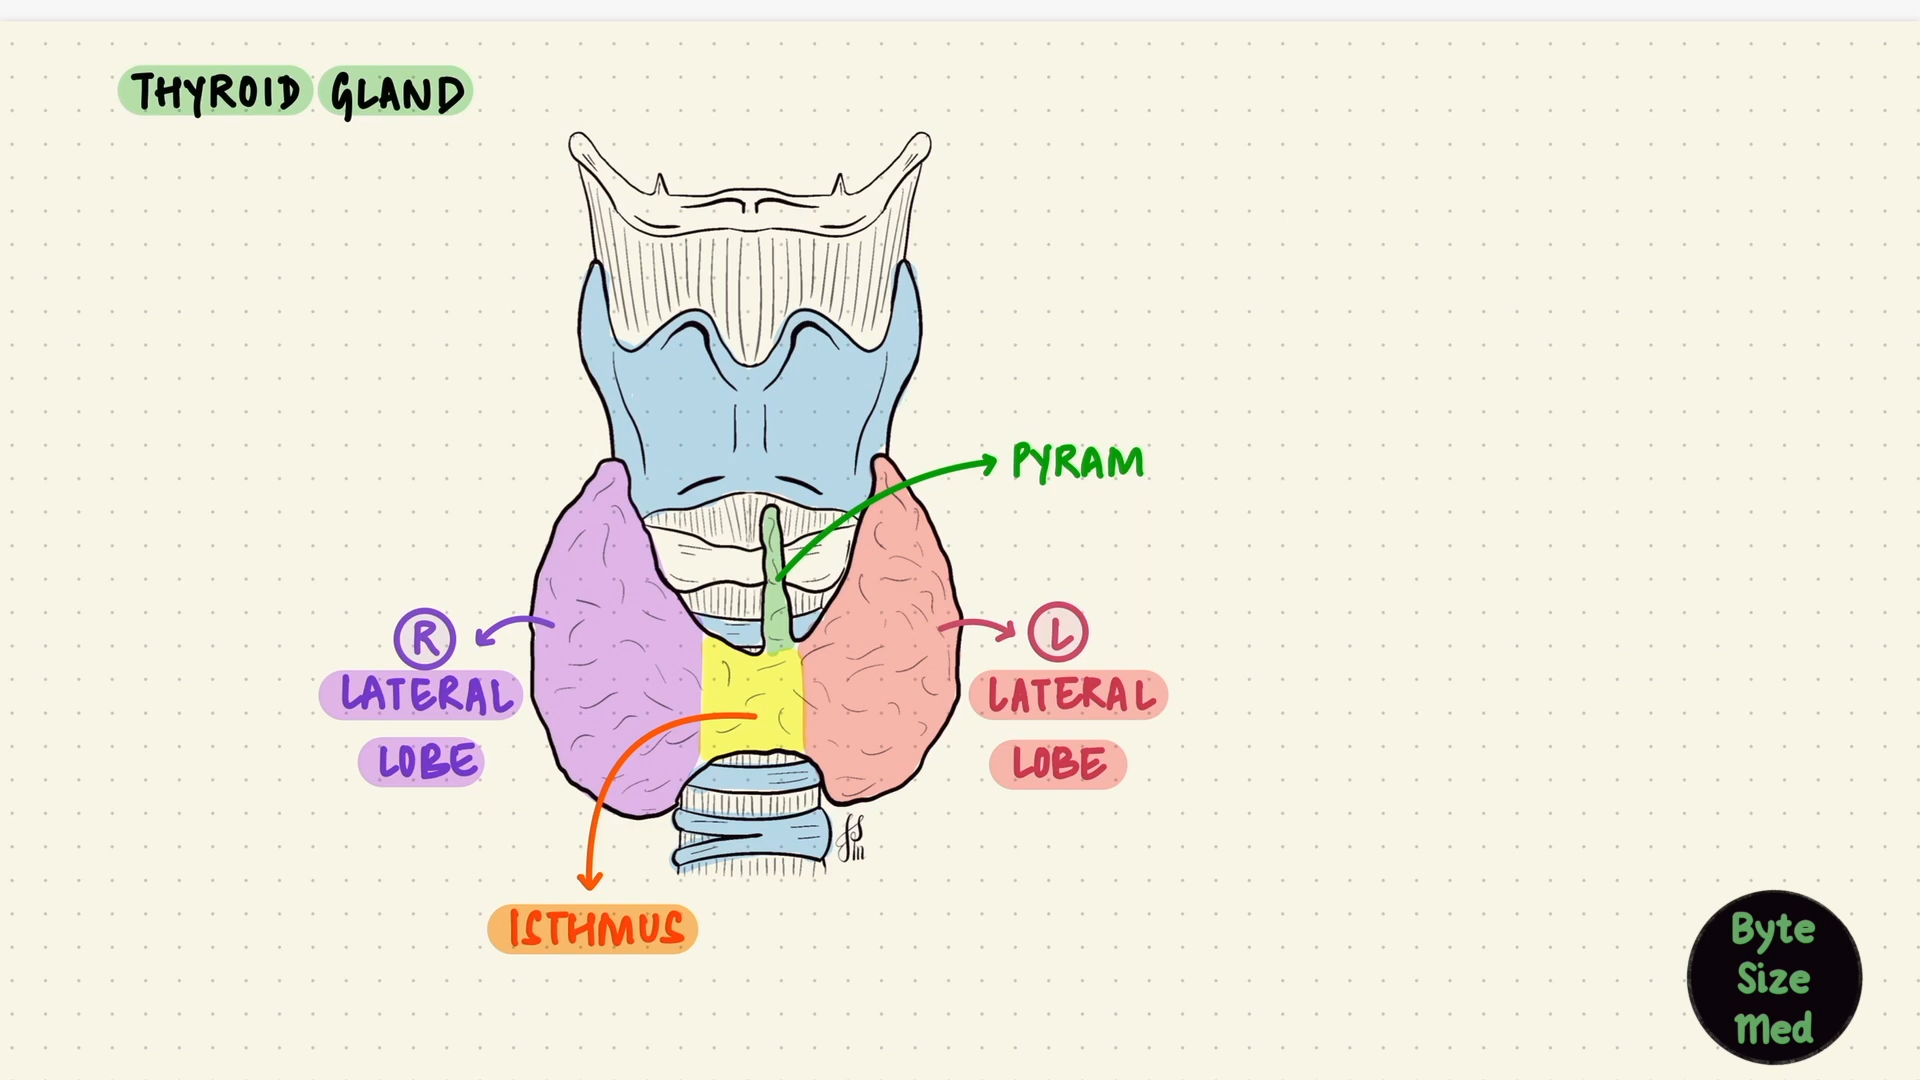 THYROID GLAND
PYRAM
R
LATERAL
LOBE
L
LATERAL
LOBE
ISTHMUS
Byte
Size
Med